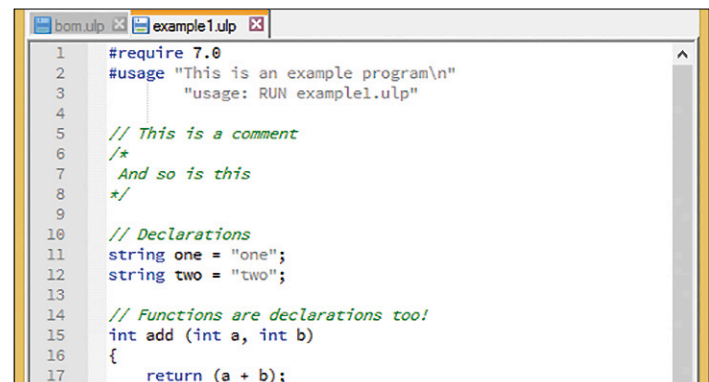 bom.ulp example1.ulp
1 #require 7.0
2 #usage "This is an example program\n"
3 "usage: RUN example1.ulp"
4
5 // This is a comment
6 /*
7 And so is this
8 */
9
10 // Declarations
11 string one = "one";
12 string two = "two";
13
14 // Functions are declarations too!
15 int add (int a, int b)
16 {
17 return (a + b);